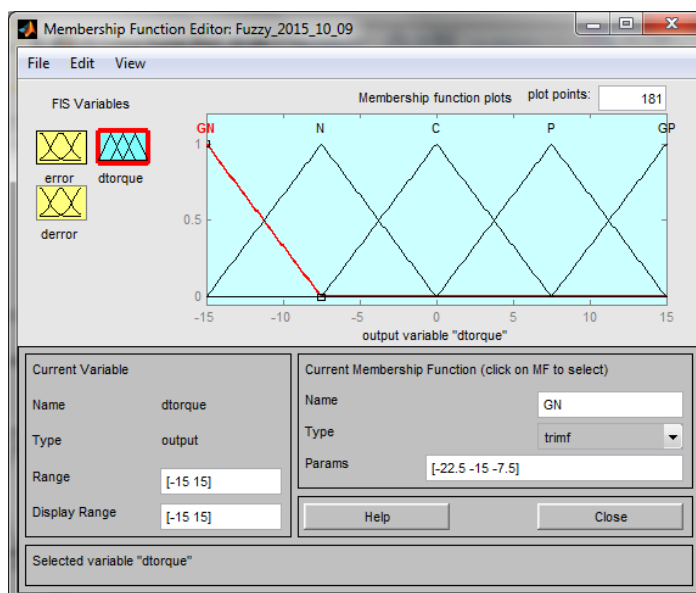 Membership Function Editor: Fuzzy_2015_10_09
File Edit View
FIS Variables
Membership function plots
plot points:
181
error
dtorque
derror
GN N C P GP
1
0.5
0
-15 -10 -5 0 5 10 15
output variable "dtorque"
Current Variable
Name
dtorque
Type
output
Range
[-15 15]
Display Range
[-15 15]
Current Membership Function (click on MF to select)
Name
GN
Type
trimf
Params
[-22.5 -15 -7.5]
Help
Close
Selected variable "dtorque"